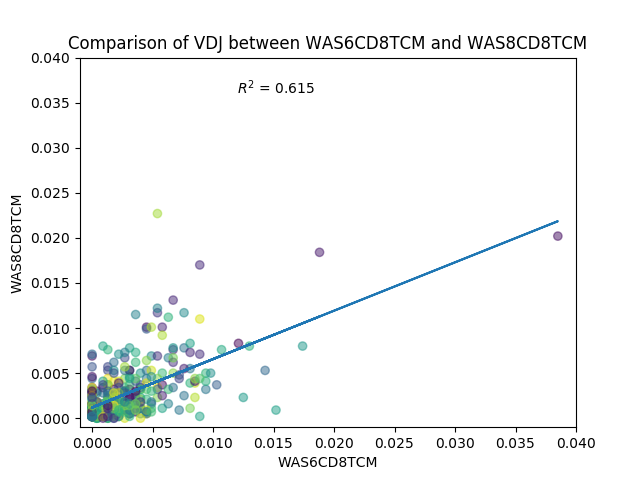 Comparison of VDJ between WAS6CD8TCM and WAS8CD8TCM
R² = 0.615
WAS8CD8TCM
0.040
0.035
0.030
0.025
0.020
0.015
0.010
0.005
0.000
0.000 0.005 0.010 0.015 0.020 0.025 0.030 0.035 0.040
WAS6CD8TCM